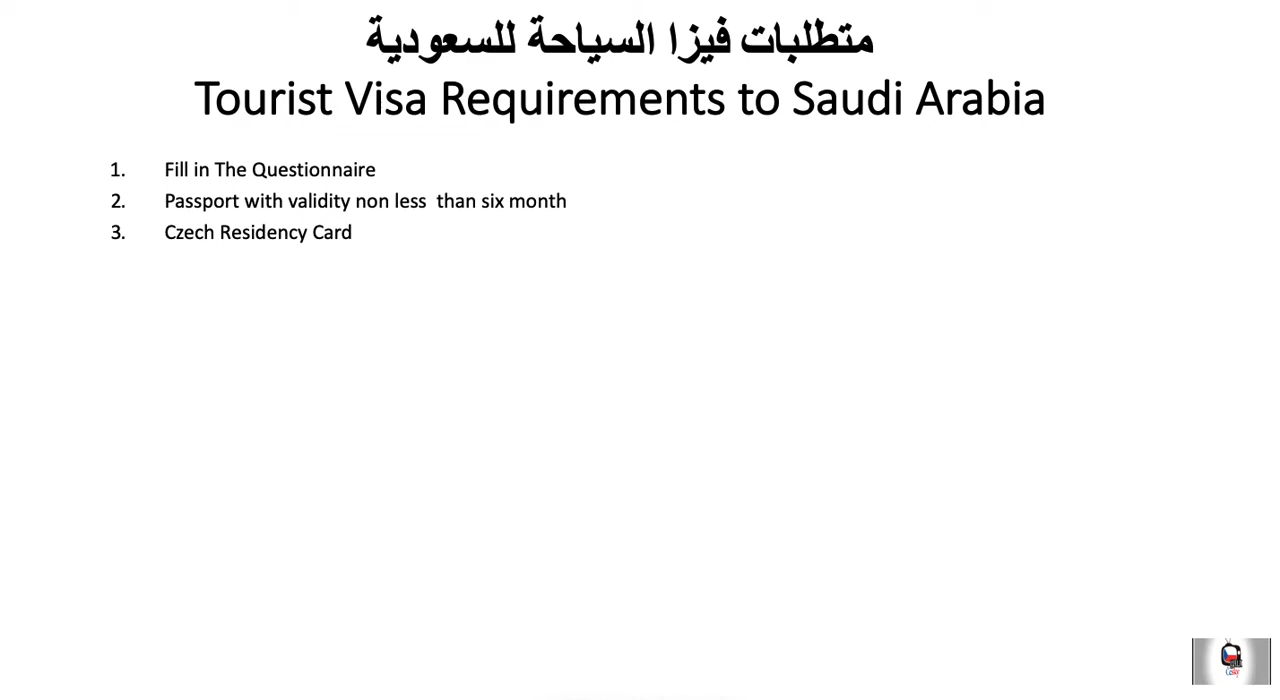 متطلبات فيزا السياحة للسعودية
Tourist Visa Requirements to Saudi Arabia
1. Fill in The Questionnaire
2. Passport with validity non less than six month
3. Czech Residency Card